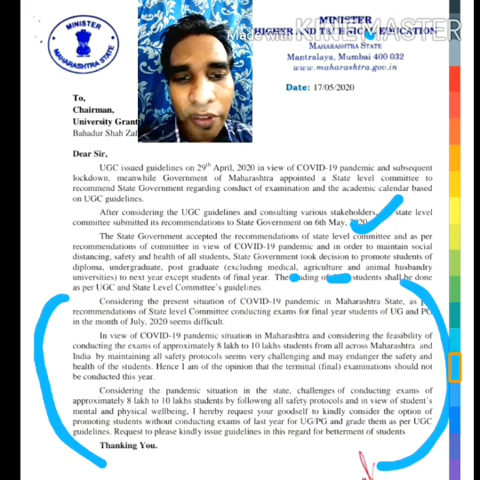 MINISTER
MAHARASHTRA STATE
MINISTER
HIGHER AND TECHNICAL EDUCATION
Made with KINEMASTER
MAHARASHTRA STATE
Mantralaya, Mumbai 400 032
www.maharashtra.gov.in
Date: 17/05/2020
To,
Chairman,
University Grant
Bahadur Shah Zaf
Dear Sir,
UGC issued guidelines on 29th April, 2020 in view of COVID-19 pandemic and subsequent
lockdown, meanwhile Government of Maharashtra appointed a State level committee to
recommend State Government regarding conduct of examination and the academic calendar based
on UGC guidelines.
After considering the UGC guidelines and consulting various stakeholders, state level
committee submitted its recommendations to State Government on 6th May, 2020
The State Government accepted the recommendations of state level committee and as per
recommendations of committee in view of COVID-19 pandemic and in order to maintain social
distancing, safety and health of all students, State Government took decision to promote students of
diploma, undergraduate, post graduate (excluding medical, agriculture and animal husbandry
universities) to next year except students of final year. The students shall be done
as per UGC and State Level Committee's guidelines.
Considering the present situation of COVID-19 pandemic in Maharashtra State, as
recommendations of State Level Committee conducting exams for final year students of UG and PG
in the month of July, 2020 seems difficult.
In view of COVID-19 pandemic situation in Maharashtra and considering the feasibility of
conducting the exams of approximately 8 lakh to 10 lakhs students from all across Maharashtra and
India by maintaining all safety protocols seems very challenging and may endanger the safety and
health of the students. Hence I am of the opinion that the terminal (final) examinations should not
be conducted this year.
Considering the pandemic situation in the state, challenges of conducting exams of
approximately 8 lakh to 10 lakhs students by following all safety protocols and in view of student's
mental and physical wellbeing, I hereby request your goodself to kindly consider the option of
promoting students without conducting exams of last year for UG/PG and grade them as per UGC
guidelines. Request to please kindly issue guidelines in this regard for betterment of students
Thanking You.